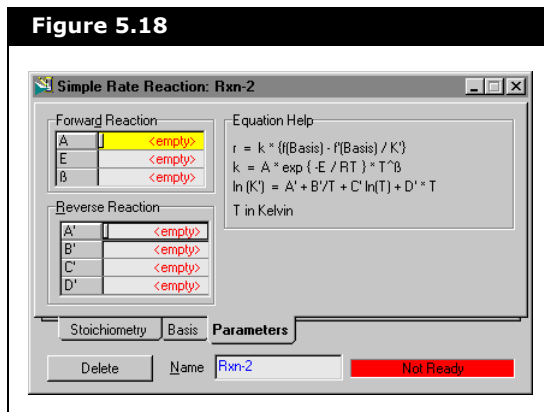 Figure 5.18
Simple Rate Reaction: Rxn-2
Forward Reaction
A <empty>
E <empty>
ß <empty>
Reverse Reaction
A' <empty>
B' <empty>
C' <empty>
D' <empty>
Equation Help
r = k * {f(Basis) - f'(Basis) / K'}
k = A * exp { -E / RT } * T^ß
ln (K') = A' + B'/T + C' ln(T) + D' * T
T in Kelvin
Stoichiometry Basis Parameters
Delete Name Rxn-2 Not Ready